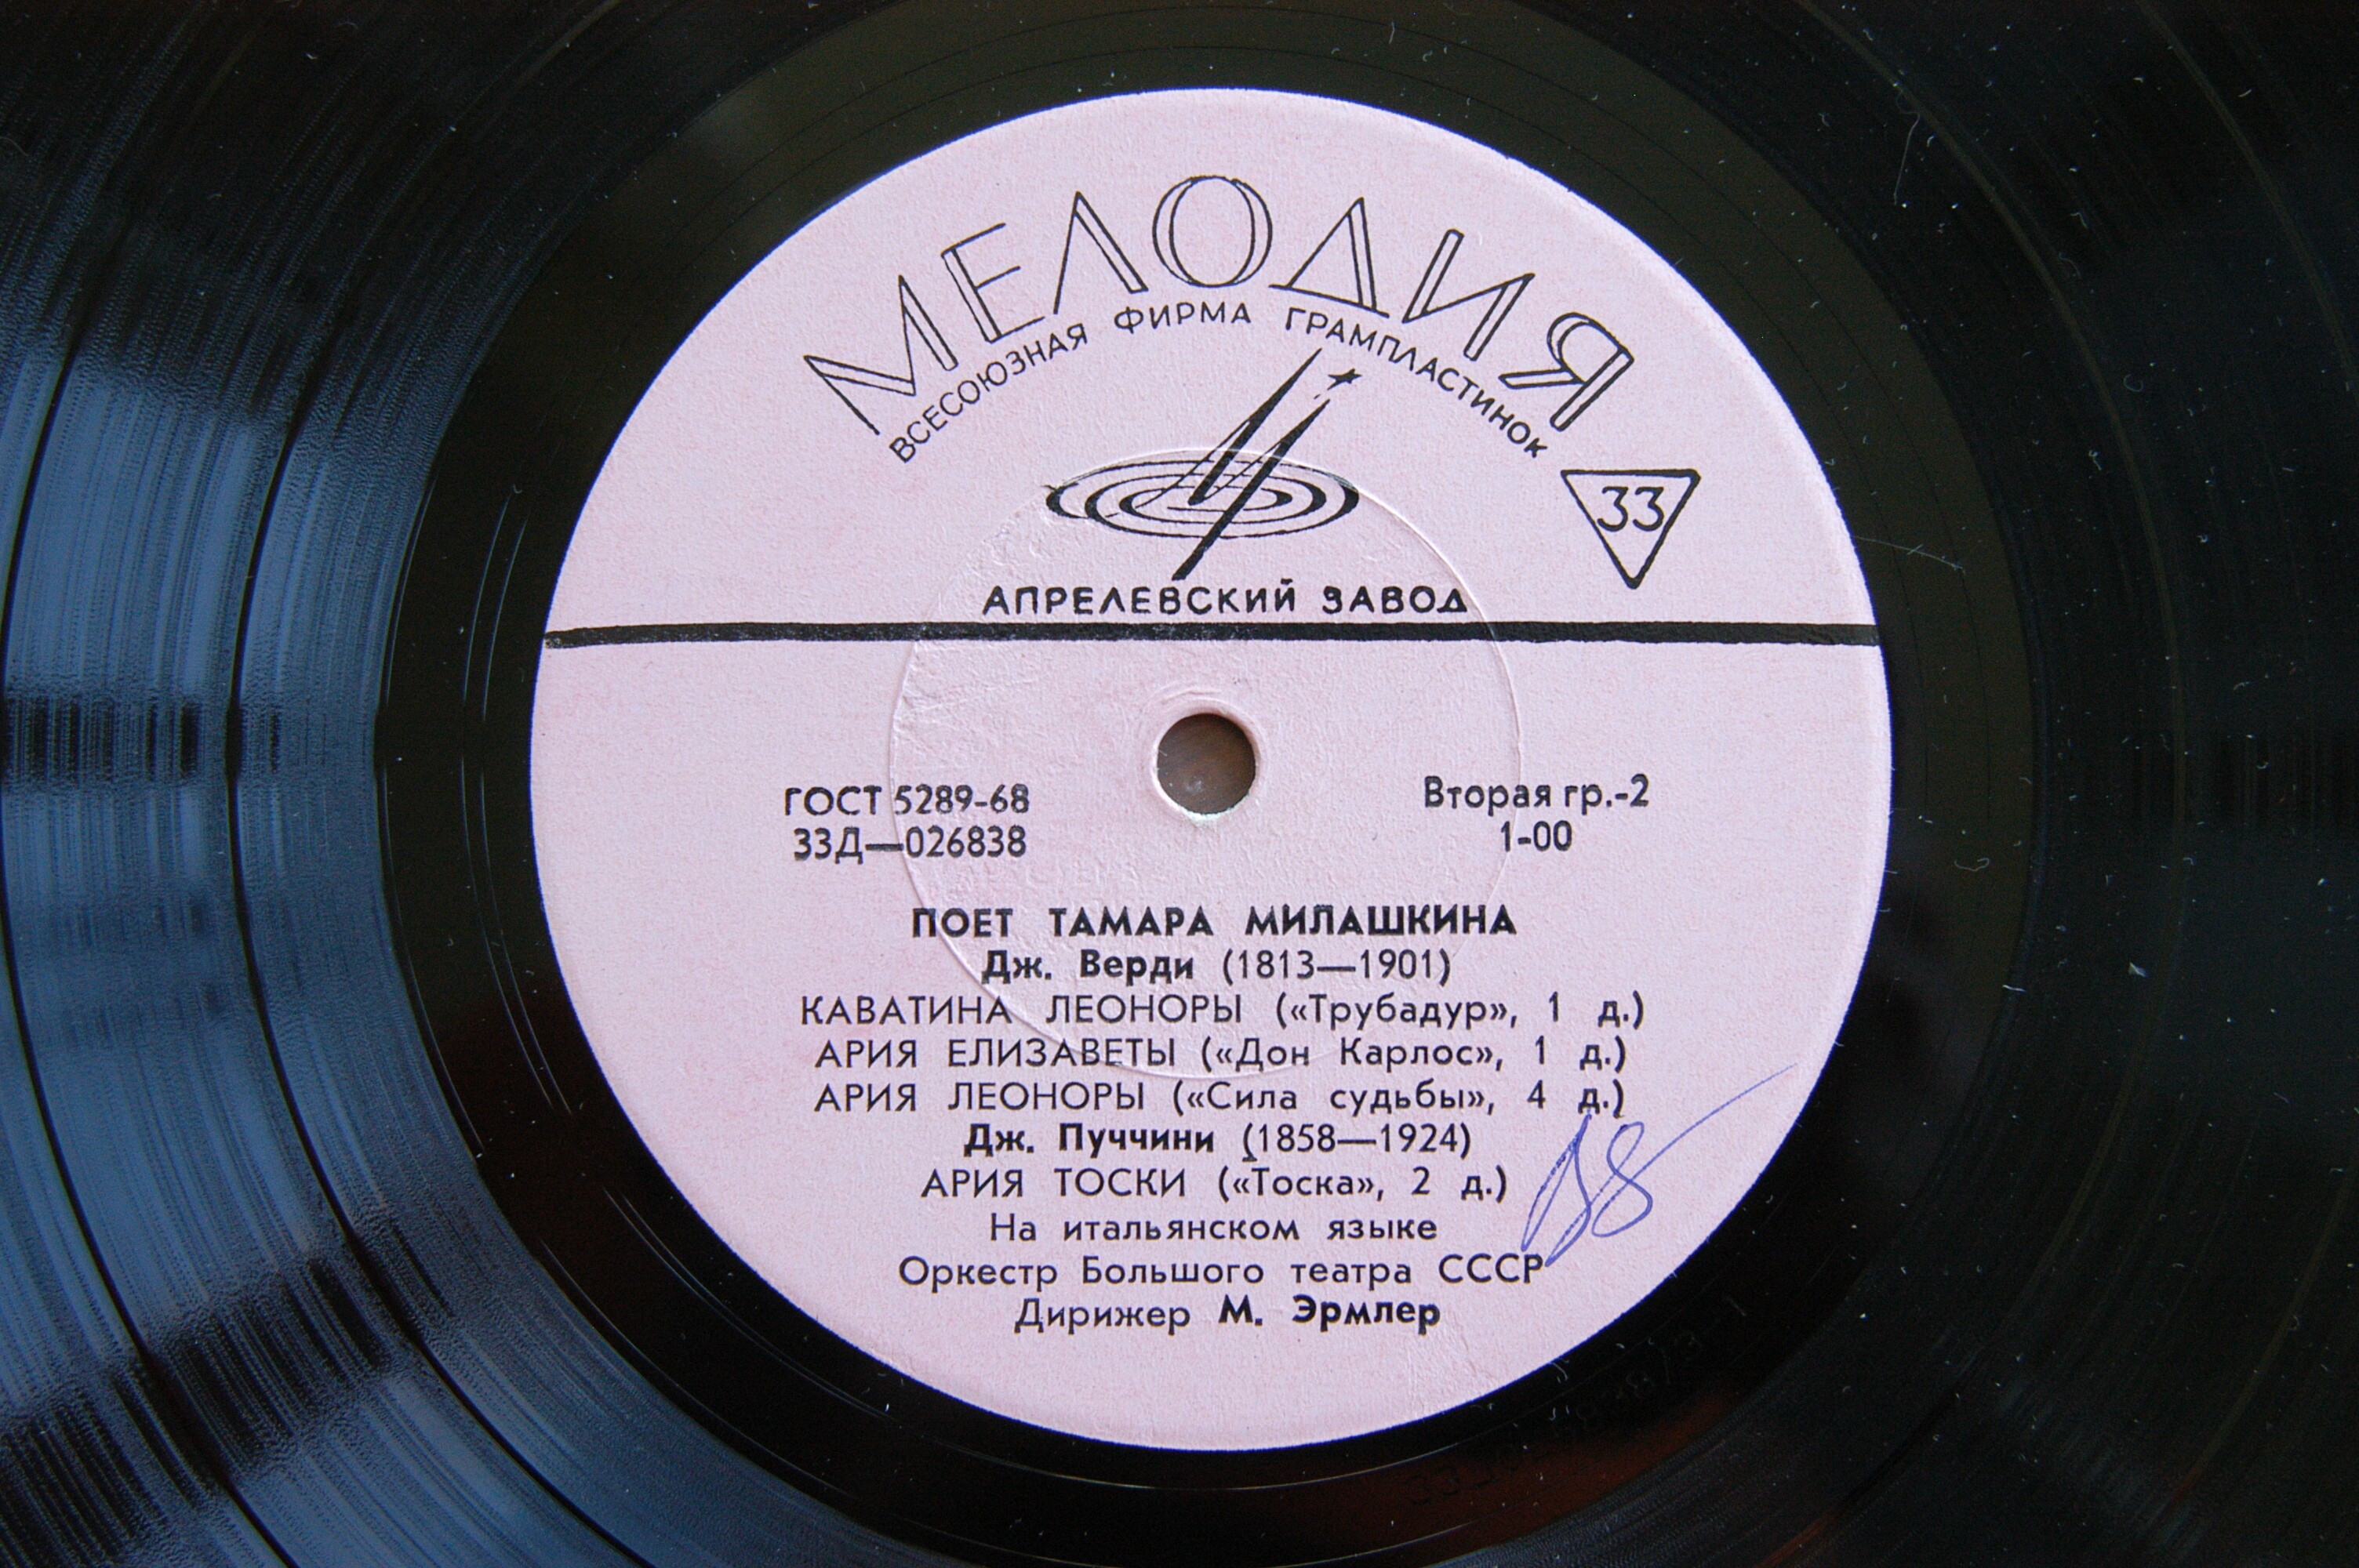 МЕЛОДИЯ
ВСЕСОЮЗНАЯ ФИРМА ГРАМПЛАСТИНОК
33
АПРЕЛЕВСКИЙ ЗАВОД
ГОСТ 5289-68
33Д—026838
Вторая гр.-2
1-00
ПОЕТ ТАМАРА МИЛАШКИНА
Дж. Верди (1813—1901)
КАВАТИНА ЛЕОНОРЫ («Трубадур», 1 д.)
АРИЯ ЕЛИЗАВЕТЫ («Дон Карлос», 1 д.)
АРИЯ ЛЕОНОРЫ («Сила судьбы», 4 д.)
Дж. Пуччини (1858—1924)
АРИЯ ТОСКИ («Тоска», 2 д.)
На итальянском языке
Оркестр Большого театра СССР
Дирижер М. Эрмлер